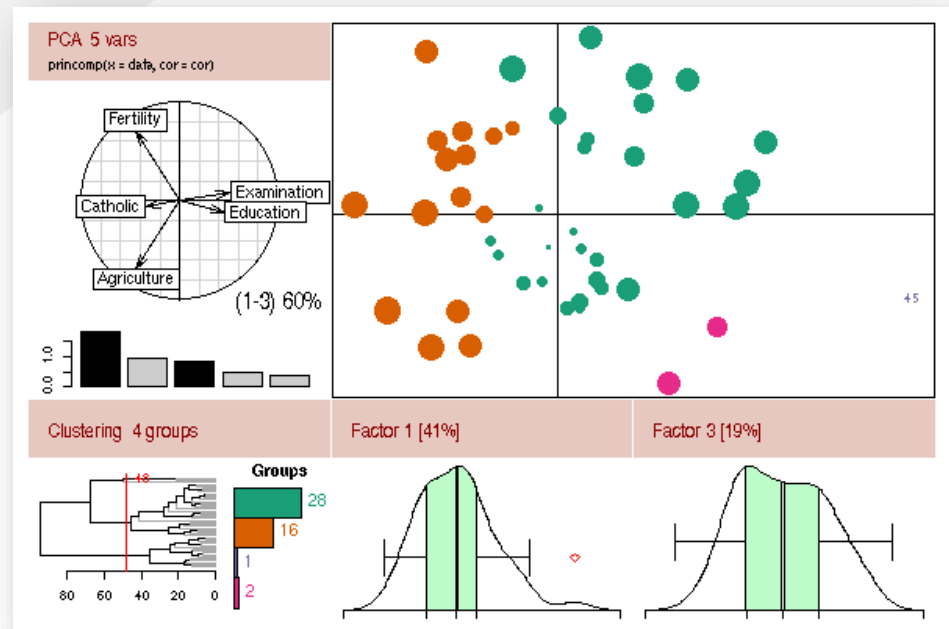 PCA 5 vars
princomp(x = data, cor = cor)
Fertility
Examination
Catholic
Education
Agriculture
(1-3) 60%
45
1.0
0.0
Clustering 4 groups
Factor 1 [41%]
Factor 3 [19%]
Groups
48
28
16
1
2
80 60 40 20 0